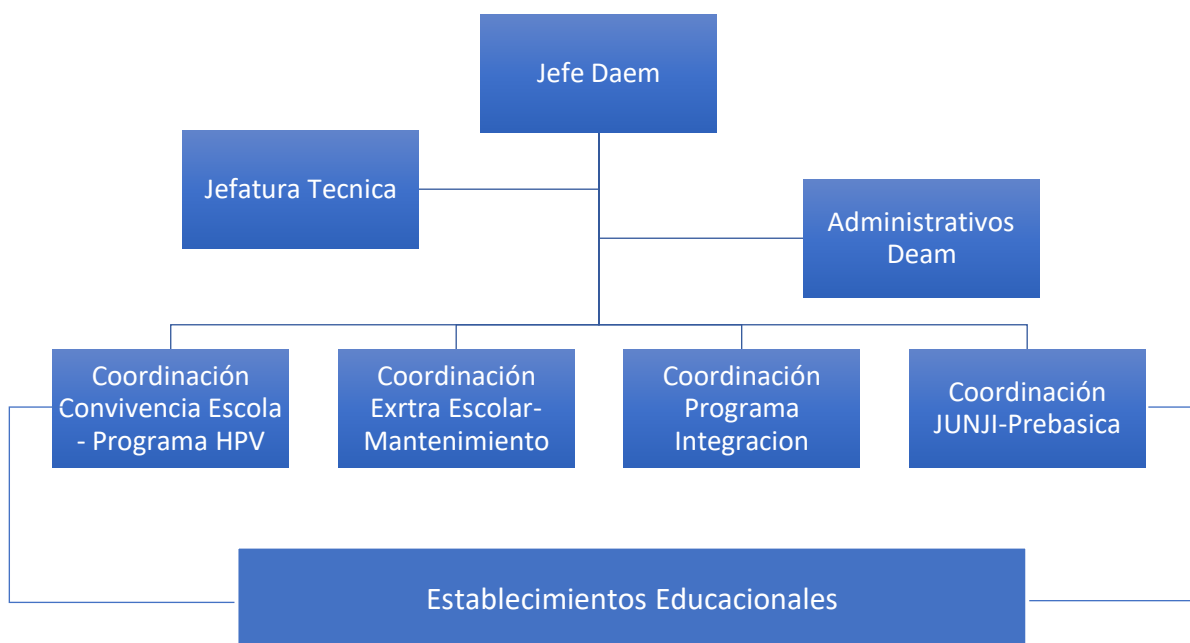 Jefe Daem
Jefatura Tecnica
Administrativos
Deam
Coordinación
Convivencia Escola
- Programa HPV
Coordinación
Exrtra Escolar-
Mantenimiento
Coordinación
Programa
Integracion
Coordinación
JUNJI-Prebasica
Establecimientos Educacionales